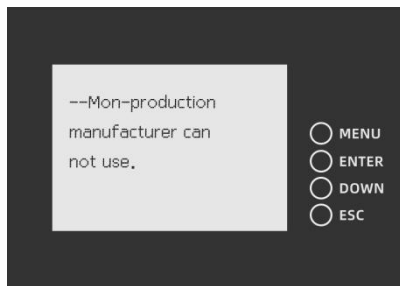 --Mon-production
manufacturer can
not use.
MENU
ENTER
DOWN
ESC